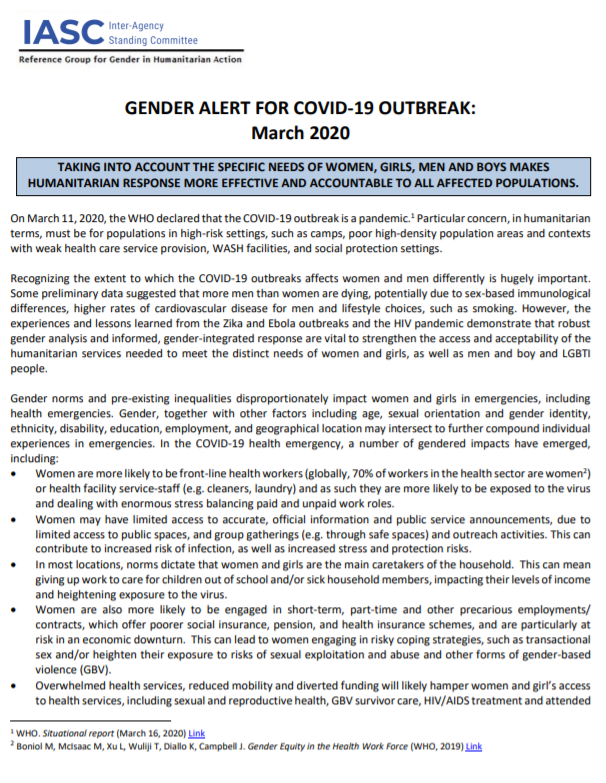 IASC Inter-Agency
Standing Committee
Reference Group for Gender in Humanitarian Action
GENDER ALERT FOR COVID-19 OUTBREAK:
March 2020
TAKING INTO ACCOUNT THE SPECIFIC NEEDS OF WOMEN, GIRLS, MEN AND BOYS MAKES
HUMANITARIAN RESPONSE MORE EFFECTIVE AND ACCOUNTABLE TO ALL AFFECTED POPULATIONS.
On March 11, 2020, the WHO declared that the COVID-19 outbreak is a pandemic.¹ Particular concern, in humanitarian
terms, must be for populations in high-risk settings, such as camps, poor high-density population areas and contexts
with weak health care service provision, WASH facilities, and social protection settings.
Recognizing the extent to which the COVID-19 outbreaks affects women and men differently is hugely important.
Some preliminary data suggested that more men than women are dying, potentially due to sex-based immunological
differences, higher rates of cardiovascular disease for men and lifestyle choices, such as smoking. However, the
experiences and lessons learned from the Zika and Ebola outbreaks and the HIV pandemic demonstrate that robust
gender analysis and informed, gender-integrated response are vital to strengthen the access and acceptability of the
humanitarian services needed to meet the distinct needs of women and girls, as well as men and boy and LGBTI
people.
Gender norms and pre-existing inequalities disproportionately impact women and girls in emergencies, including
health emergencies. Gender, together with other factors including age, sexual orientation and gender identity,
ethnicity, disability, education, employment, and geographical location may intersect to further compound individual
experiences in emergencies. In the COVID-19 health emergency, a number of gendered impacts have emerged,
including:
• Women are more likely to be front-line health workers (globally, 70% of workers in the health sector are women²)
or health facility service-staff (e.g. cleaners, laundry) and as such they are more likely to be exposed to the virus
and dealing with enormous stress balancing paid and unpaid work roles.
• Women may have limited access to accurate, official information and public service announcements, due to
limited access to public spaces, and group gatherings (e.g. through safe spaces) and outreach activities. This can
contribute to increased risk of infection, as well as increased stress and protection risks.
• In most locations, norms dictate that women and girls are the main caretakers of the household. This can mean
giving up work to care for children out of school and/or sick household members, impacting their levels of income
and heightening exposure to the virus.
• Women are also more likely to be engaged in short-term, part-time and other precarious employments/
contracts, which offer poorer social insurance, pension, and health insurance schemes, and are particularly at
risk in an economic downturn. This can lead to women engaging in risky coping strategies, such as transactional
sex and/or heighten their exposure to risks of sexual exploitation and abuse and other forms of gender-based
violence (GBV).
• Overwhelmed health services, reduced mobility and diverted funding will likely hamper women and girl's access
to health services, including sexual and reproductive health, GBV survivor care, HIV/AIDS treatment and attended
¹ WHO. Situational report (March 16, 2020) Link
² Boniol M, McIsaac M, Xu L, Wuliji T, Diallo K, Campbell J. Gender Equity in the Health Work Force (WHO, 2019) Link